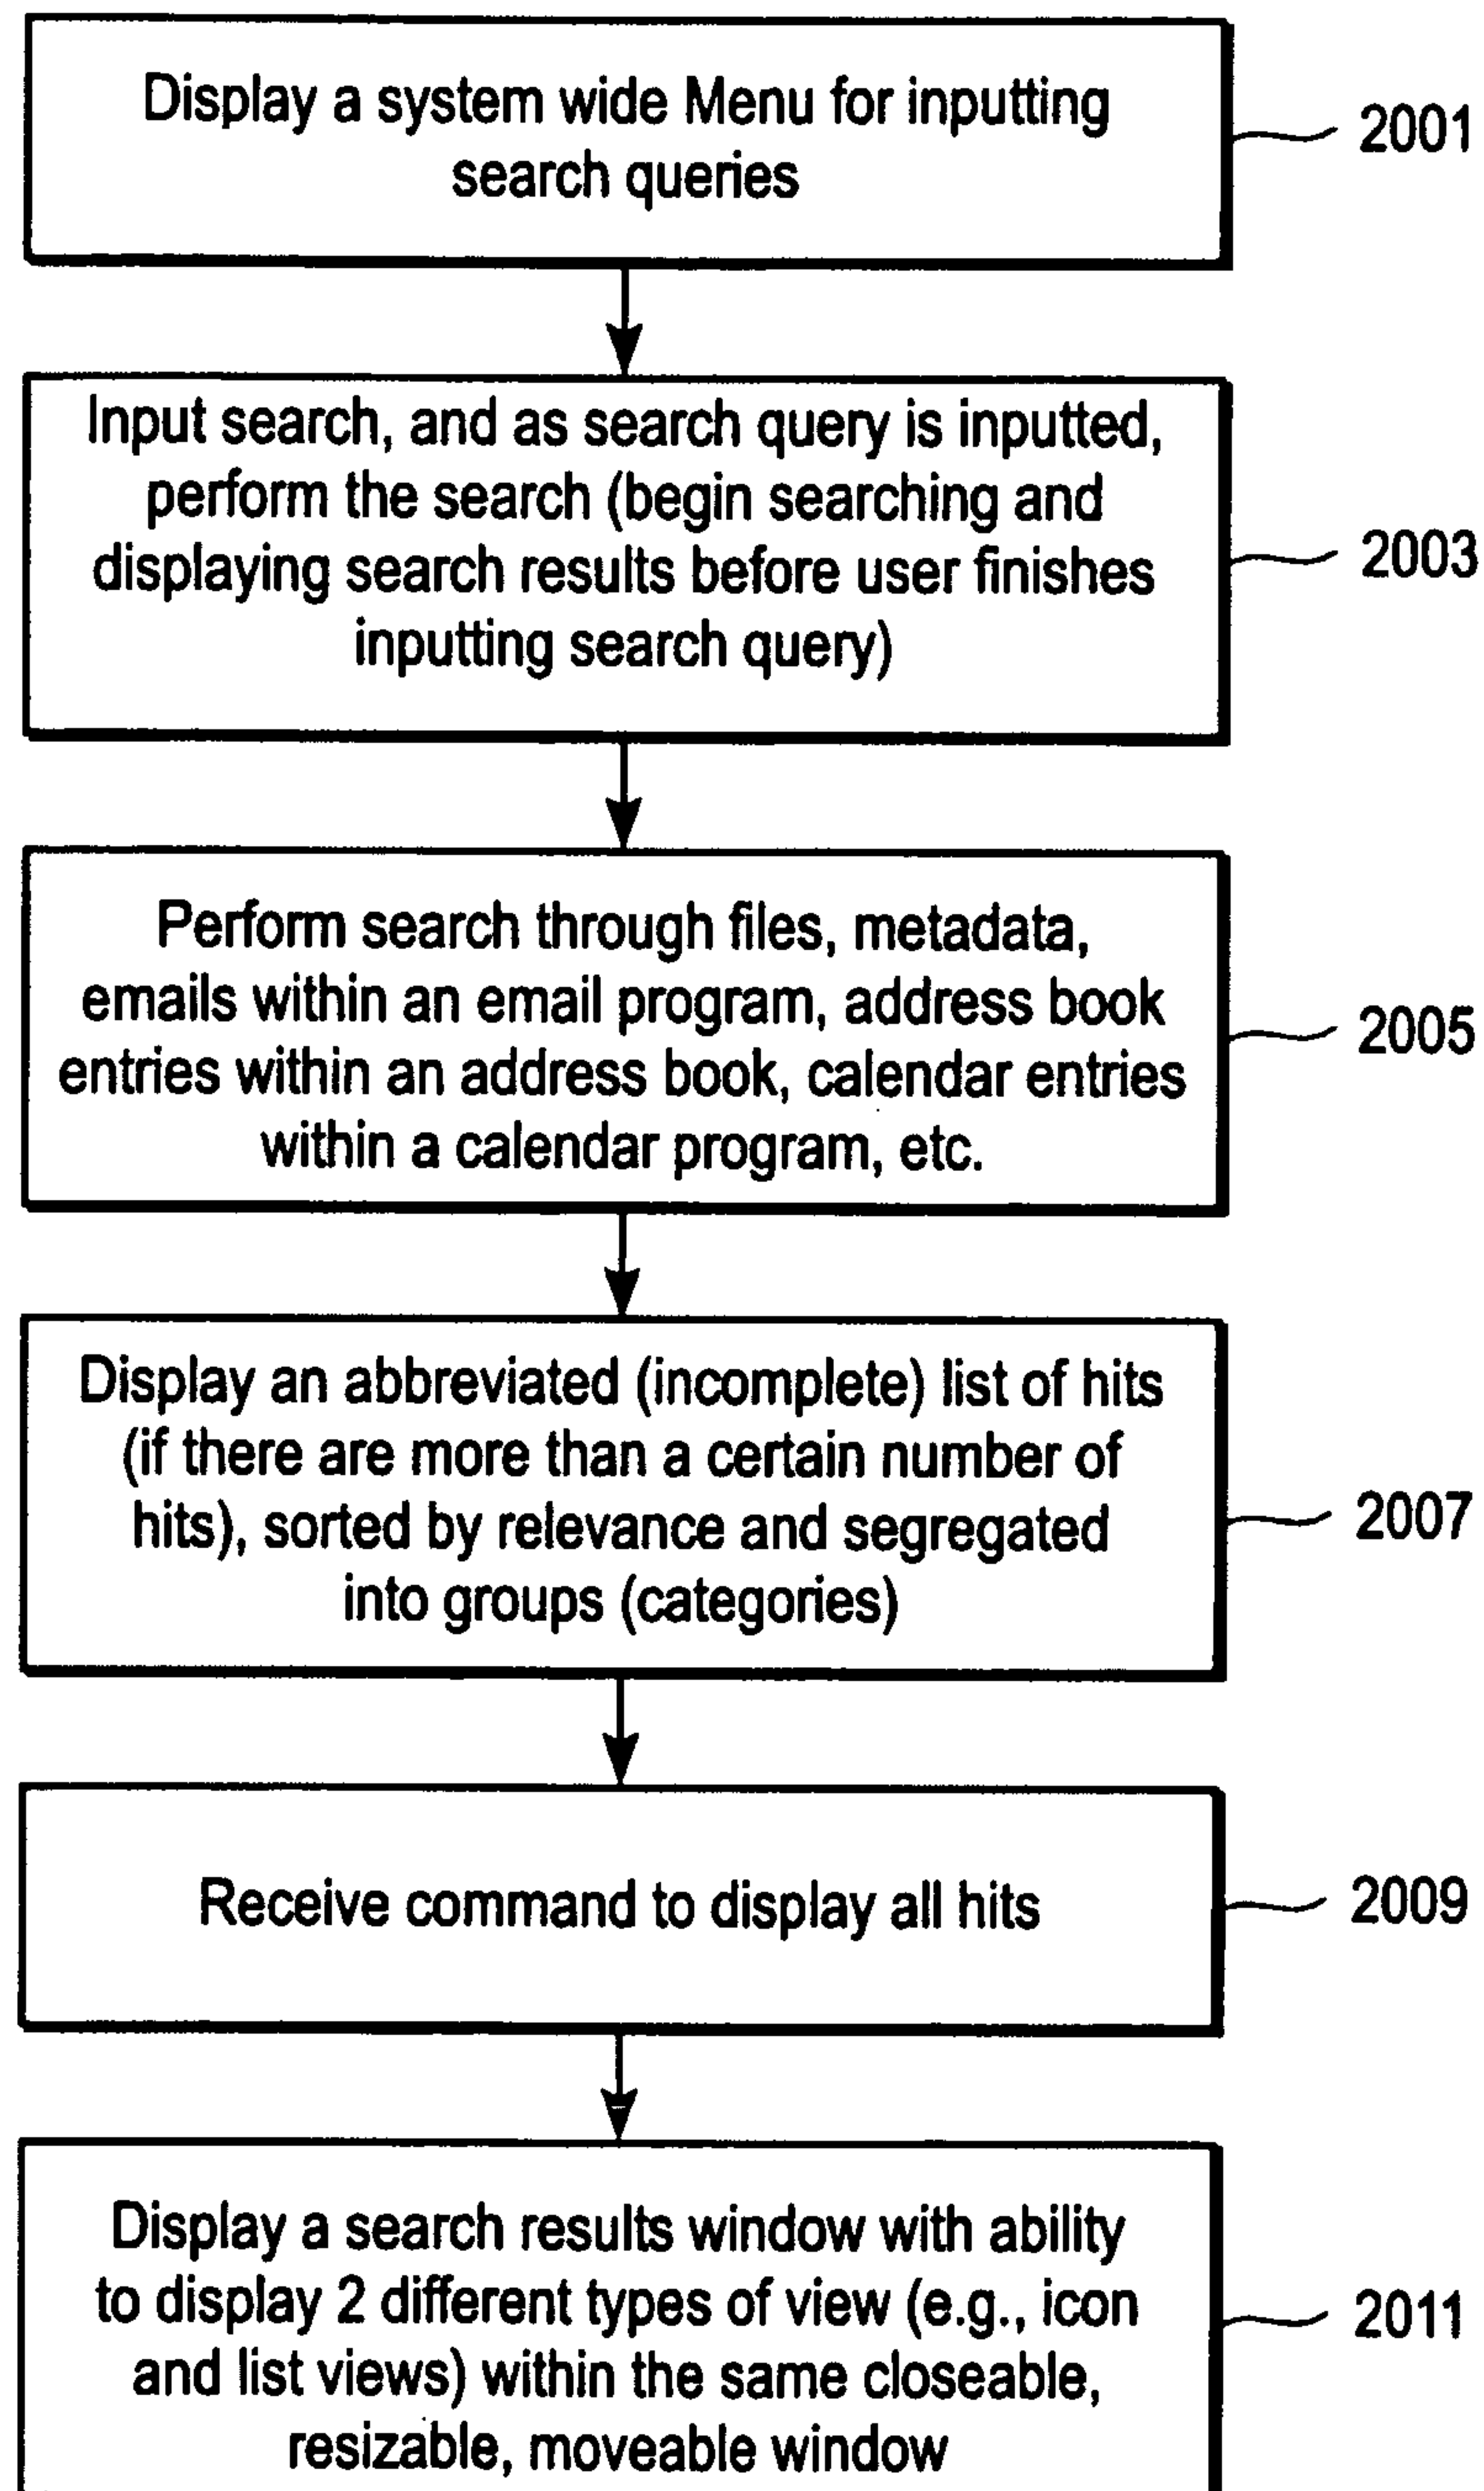 Display a system wide Menu for inputting
search queries
2001
Input search, and as search query is inputted,
perform the search (begin searching and
displaying search results before user finishes
inputting search query)
2003
Perform search through files, metadata,
emails within an email program, address book
entries within an address book, calendar entries
within a calendar program, etc.
2005
Display an abbreviated (incomplete) list of hits
(if there are more than a certain number of
hits), sorted by relevance and segregated
into groups (categories)
2007
Receive command to display all hits
2009
Display a search results window with ability
to display 2 different types of view (e.g., icon
and list views) within the same closeable,
resizable, moveable window
2011